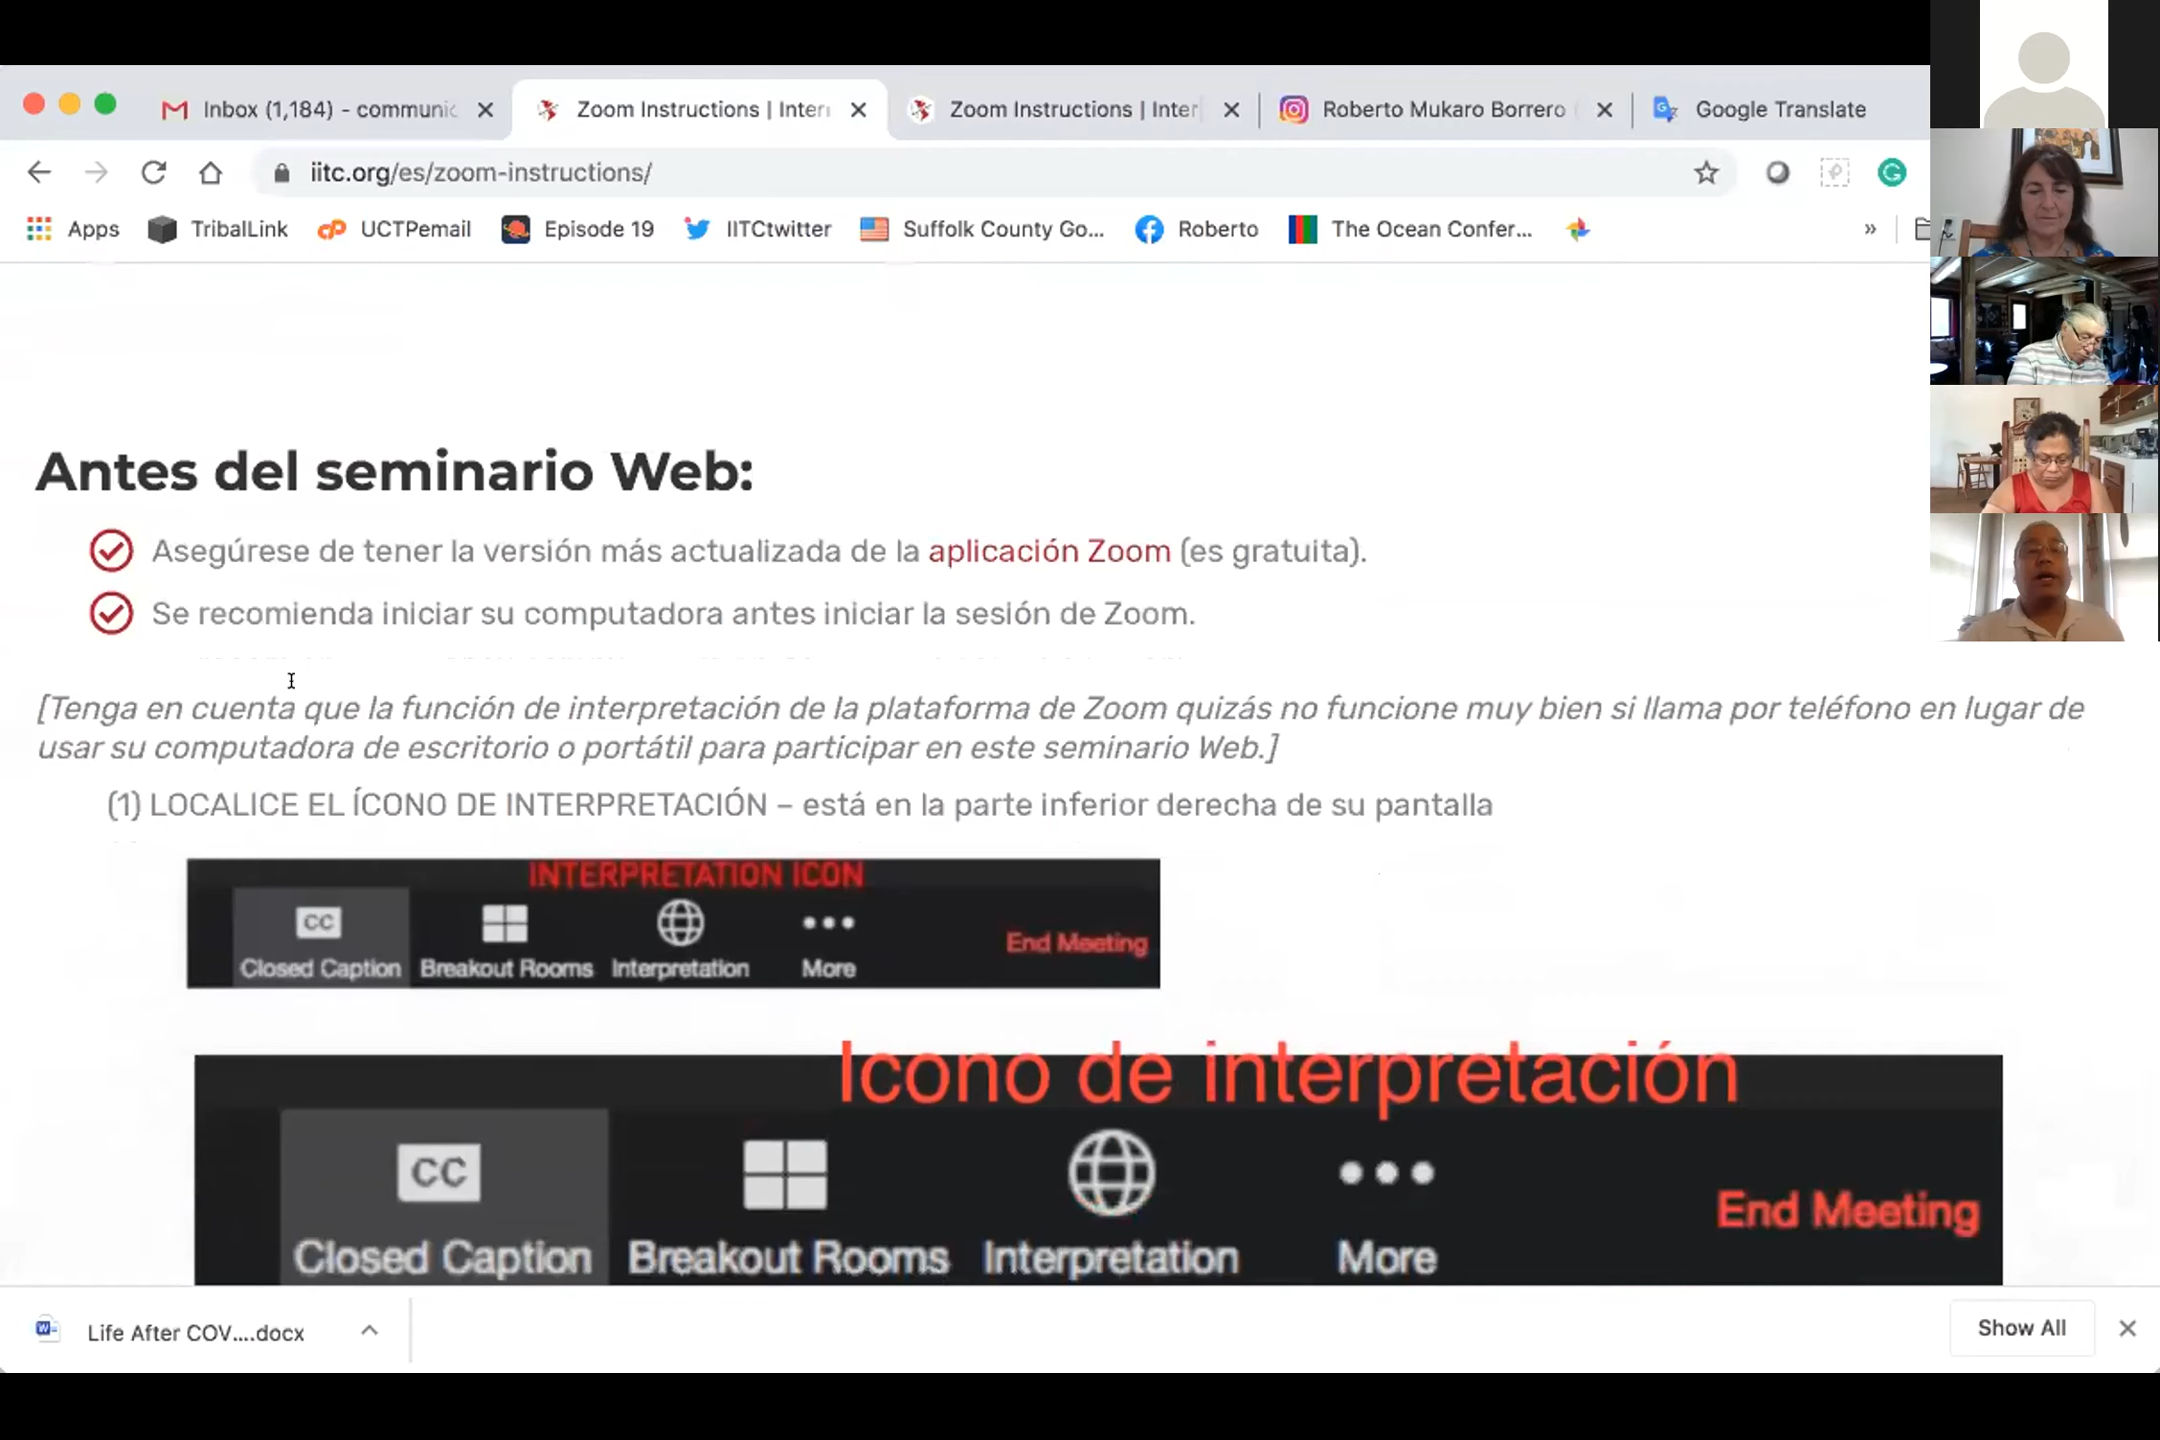 Inbox (1,184) - communic
Zoom Instructions | Intern
Zoom Instructions | Inter
Roberto Mukaro Borrero
Google Translate
iitc.org/es/zoom-instructions/
Apps
TribalLink
UCTPemail
Episode 19
IITCtwitter
Suffolk County Go...
Roberto
The Ocean Confer...
»
Antes del seminario Web:
Asegúrese de tener la versión más actualizada de la aplicación Zoom (es gratuita).
Se recomienda iniciar su computadora antes iniciar la sesión de Zoom.
[Tenga en cuenta que la función de interpretación de la plataforma de Zoom quizás no funcione muy bien si llama por teléfono en lugar de
usar su computadora de escritorio o portátil para participar en este seminario Web.]
(1) LOCALICE EL ÍCONO DE INTERPRETACIÓN – está en la parte inferior derecha de su pantalla
INTERPRETATION ICON
CC
Closed Caption
Breakout Rooms
Interpretation
More
End Meeting
Icono de interpretación
CC
Closed Caption
Breakout Rooms
Interpretation
More
End Meeting
Life After COV....docx
Show All